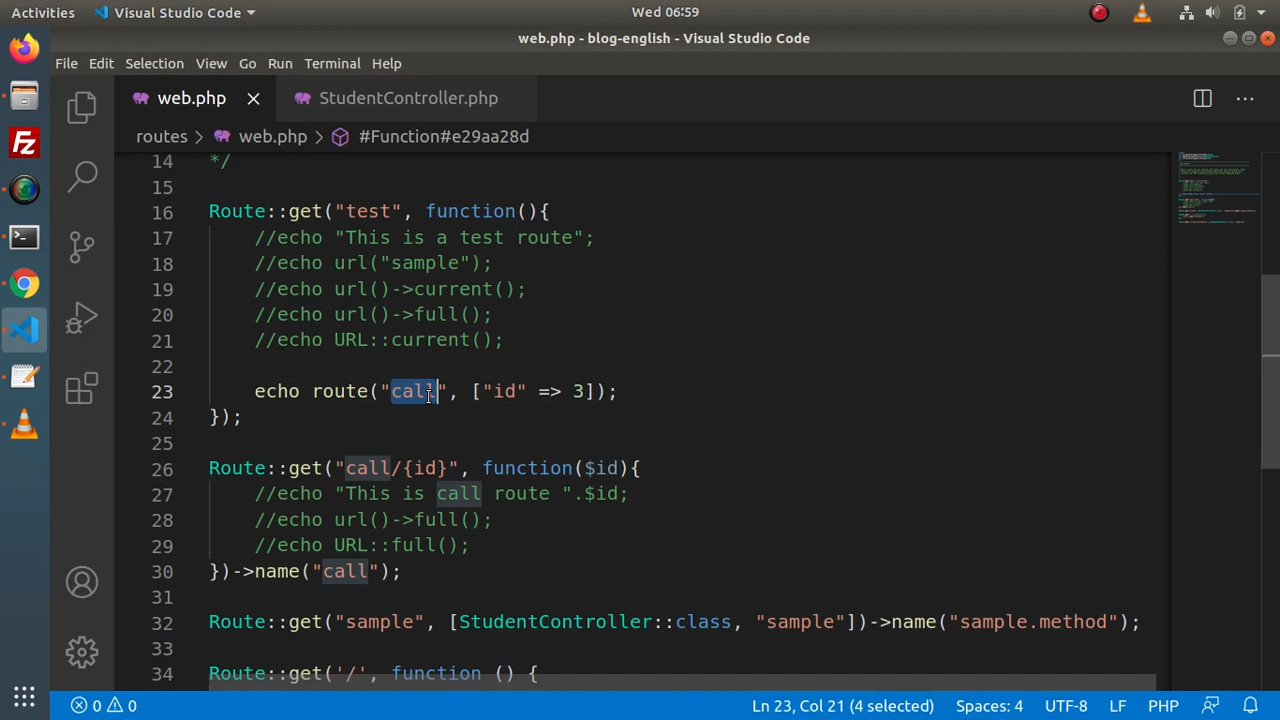 Activities
Visual Studio Code
Wed 06:59
web.php - blog-english - Visual Studio Code
File Edit Selection View Go Run Terminal Help
web.php
StudentController.php
routes > web.php > #Function#e29aa28d
14 */
15
16 Route::get("test", function(){
17 //echo "This is a test route";
18 //echo url("sample");
19 //echo url()->current();
20 //echo url()->full();
21 //echo URL::current();
22
23 echo route("call", ["id" => 3]);
24 });
25
26 Route::get("call/{id}", function($id){
27 //echo "This is call route ".$id;
28 //echo url()->full();
29 //echo URL::full();
30 })->name("call");
31
32 Route::get("sample", [StudentController::class, "sample"])->name("sample.method");
33
34 Route::get('/', function () {
0 0 Ln 23, Col 21 (4 selected) Spaces: 4 UTF-8 LF PHP